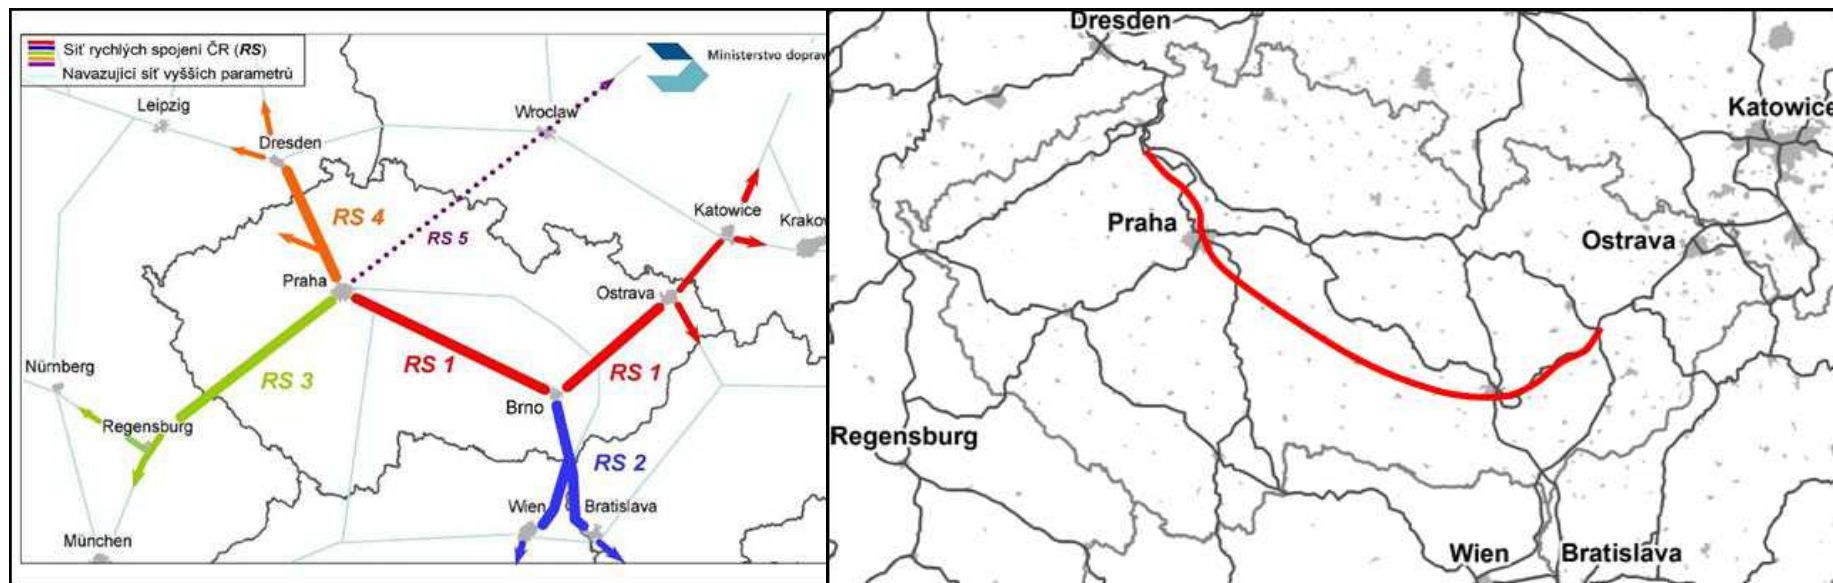 Síť rychlých spojení ČR (RS)
Navazující síť vyšších parametrů
Ministerstvo doprav
Leipzig
Wroclaw
Dresden
RS 4
RS 5
Katowice
Krakov
Praha
Ostrava
RS 1
RS 1
Nürnberg
RS 3
Brno
Regensburg
RS 2
Wien
Bratislava
München
Dresden
Katowice
Praha
Ostrava
Regensburg
Wien
Bratislava